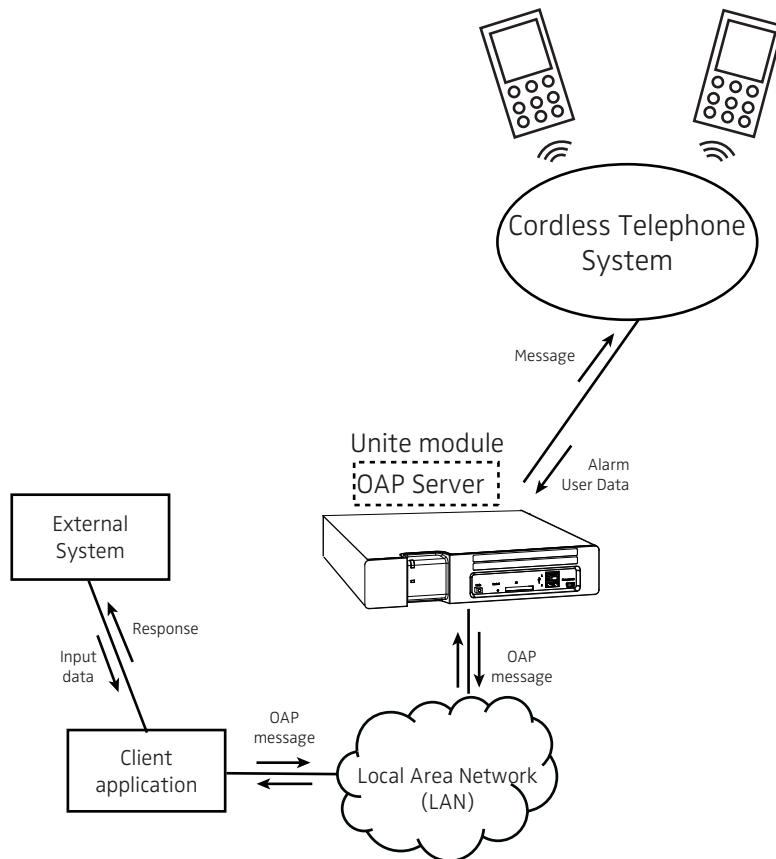 Cordless Telephone
System
Message
Alarm
User Data
Unite module
OAP Server
External
System
Response
Input
data
OAP
message
OAP
message
Client
application
Local Area Network
(LAN)